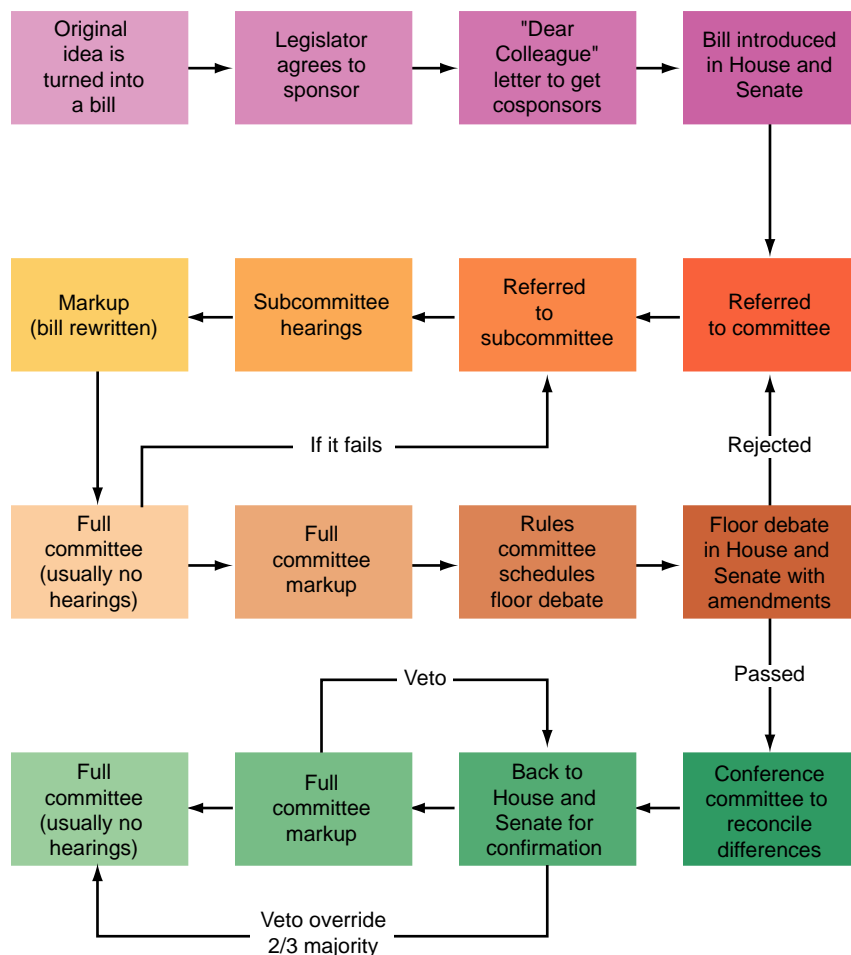 Original
idea is
turned into
a bill
Legislator
agrees to
sponsor
"Dear
Colleague"
letter to get
cosponsors
Bill introduced
in House and
Senate
Markup
(bill rewritten)
Subcommittee
hearings
Referred
to
subcommittee
Referred
to committee
If it fails
Rejected
Full
committee
(usually no
hearings)
Full
committee
markup
Rules
committee
schedules
floor debate
Floor debate
in House and
Senate with
amendments
Veto
Passed
Full
committee
(usually no
hearings)
Full
committee
markup
Back to
House and
Senate for
confirmation
Conference
committee to
reconcile
differences
Veto override
2/3 majority